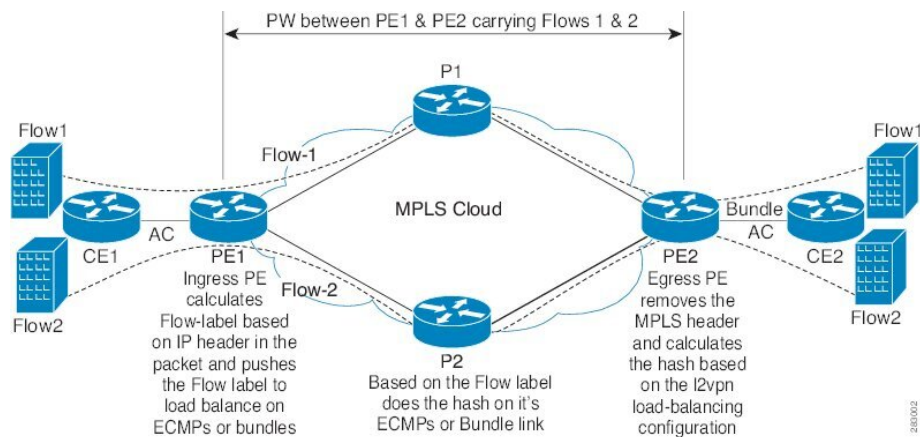 PW between PE1 & PE2 carrying Flows 1 & 2
P1
Flow1
Flow-1
Flow1
MPLS Cloud
Bundle
AC
AC
CE1
PE1
PE2
CE2
Flow2
Flow-2
Flow2
Ingress PE
calculates
Flow-label based
on IP header in the
packet and pushes
the Flow label to
load balance on
ECMPs or bundles
P2
Based on the Flow label
does the hash on it's
ECMPs or Bundle link
Egress PE
removes the
MPLS header
and calculates
the hash based
on the l2vpn
load-balancing
configuration